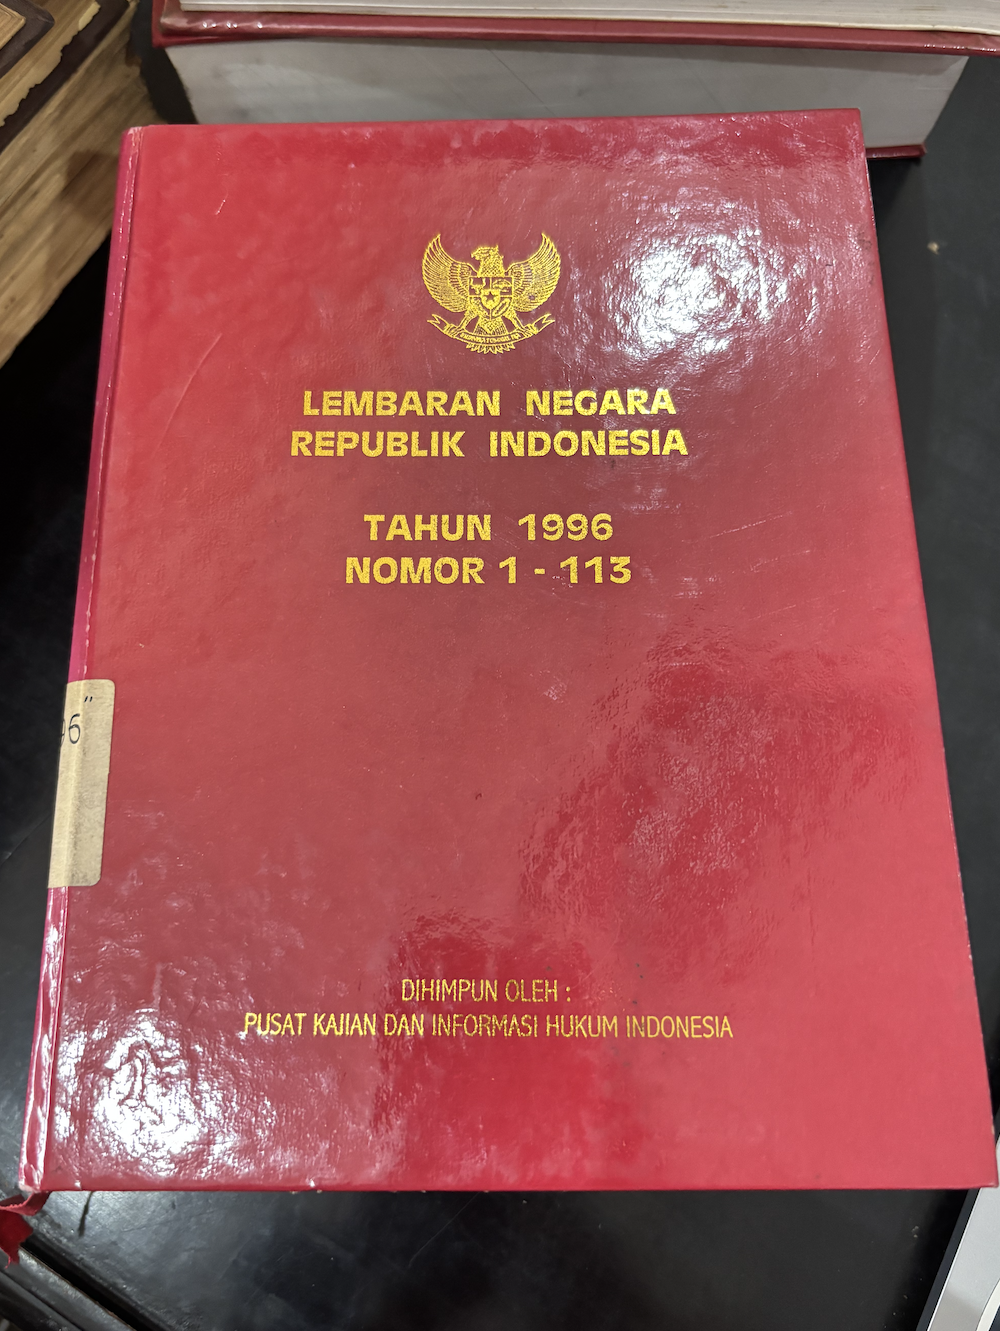 LEMBARAN NEGARA
REPUBLIK INDONESIA
TAHUN 1996
NOMOR 1 - 113
DIHIMPUN OLEH :
PUSAT KAJIAN DAN INFORMASI HUKUM INDONESIA